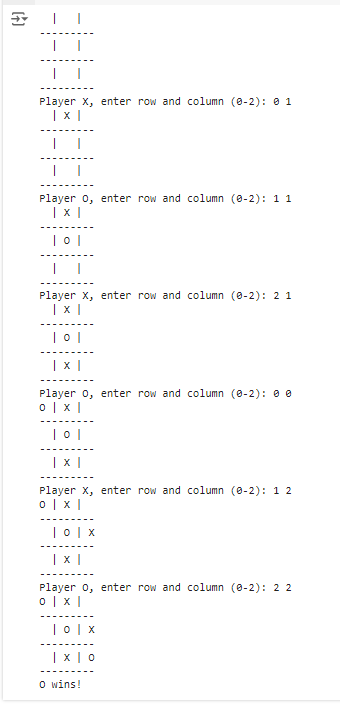 |   |
---------
  |   |
---------
  |   |
---------
Player X, enter row and column (0-2): 0 1
  | X |
---------
  |   |
---------
  |   |
---------
Player O, enter row and column (0-2): 1 1
  | X |
---------
  | O |
---------
  |   |
---------
Player X, enter row and column (0-2): 2 1
  | X |
---------
  | O |
---------
  | X |
---------
Player O, enter row and column (0-2): 0 0
O | X |
---------
  | O |
---------
  | X |
---------
Player X, enter row and column (0-2): 1 2
O | X |
---------
  | O | X
---------
  | X |
---------
Player O, enter row and column (0-2): 2 2
O | X |
---------
  | O | X
---------
  | X | O
---------
O wins!